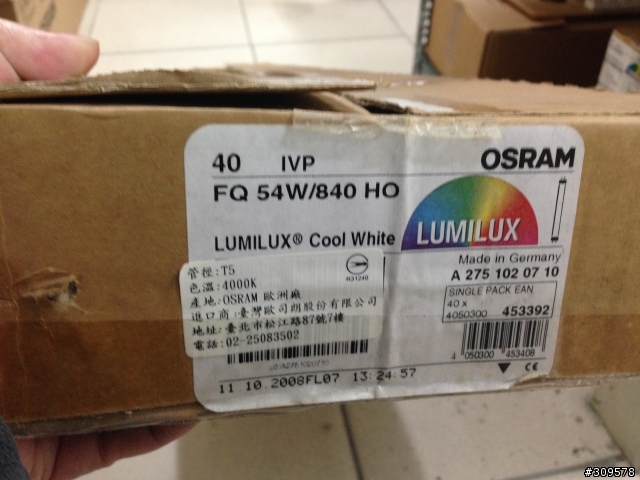 40 IVP
OSRAM
FQ 54W/840 HO
LUMILUX
LUMILUX® Cool White
Made in Germany
A 275 102 07 10
SINGLE PACK EAN
40 x
4050300 453392
4 050300 453408
CE
管徑:T5
色溫:4000K
R31240
產地:OSRAM 歐洲廠
進口商:臺灣歐司朗股份有限公司
地址:臺北市松江路87號7樓
電話:02-25083502
11 10.2008FL07 13:24:57
#309578